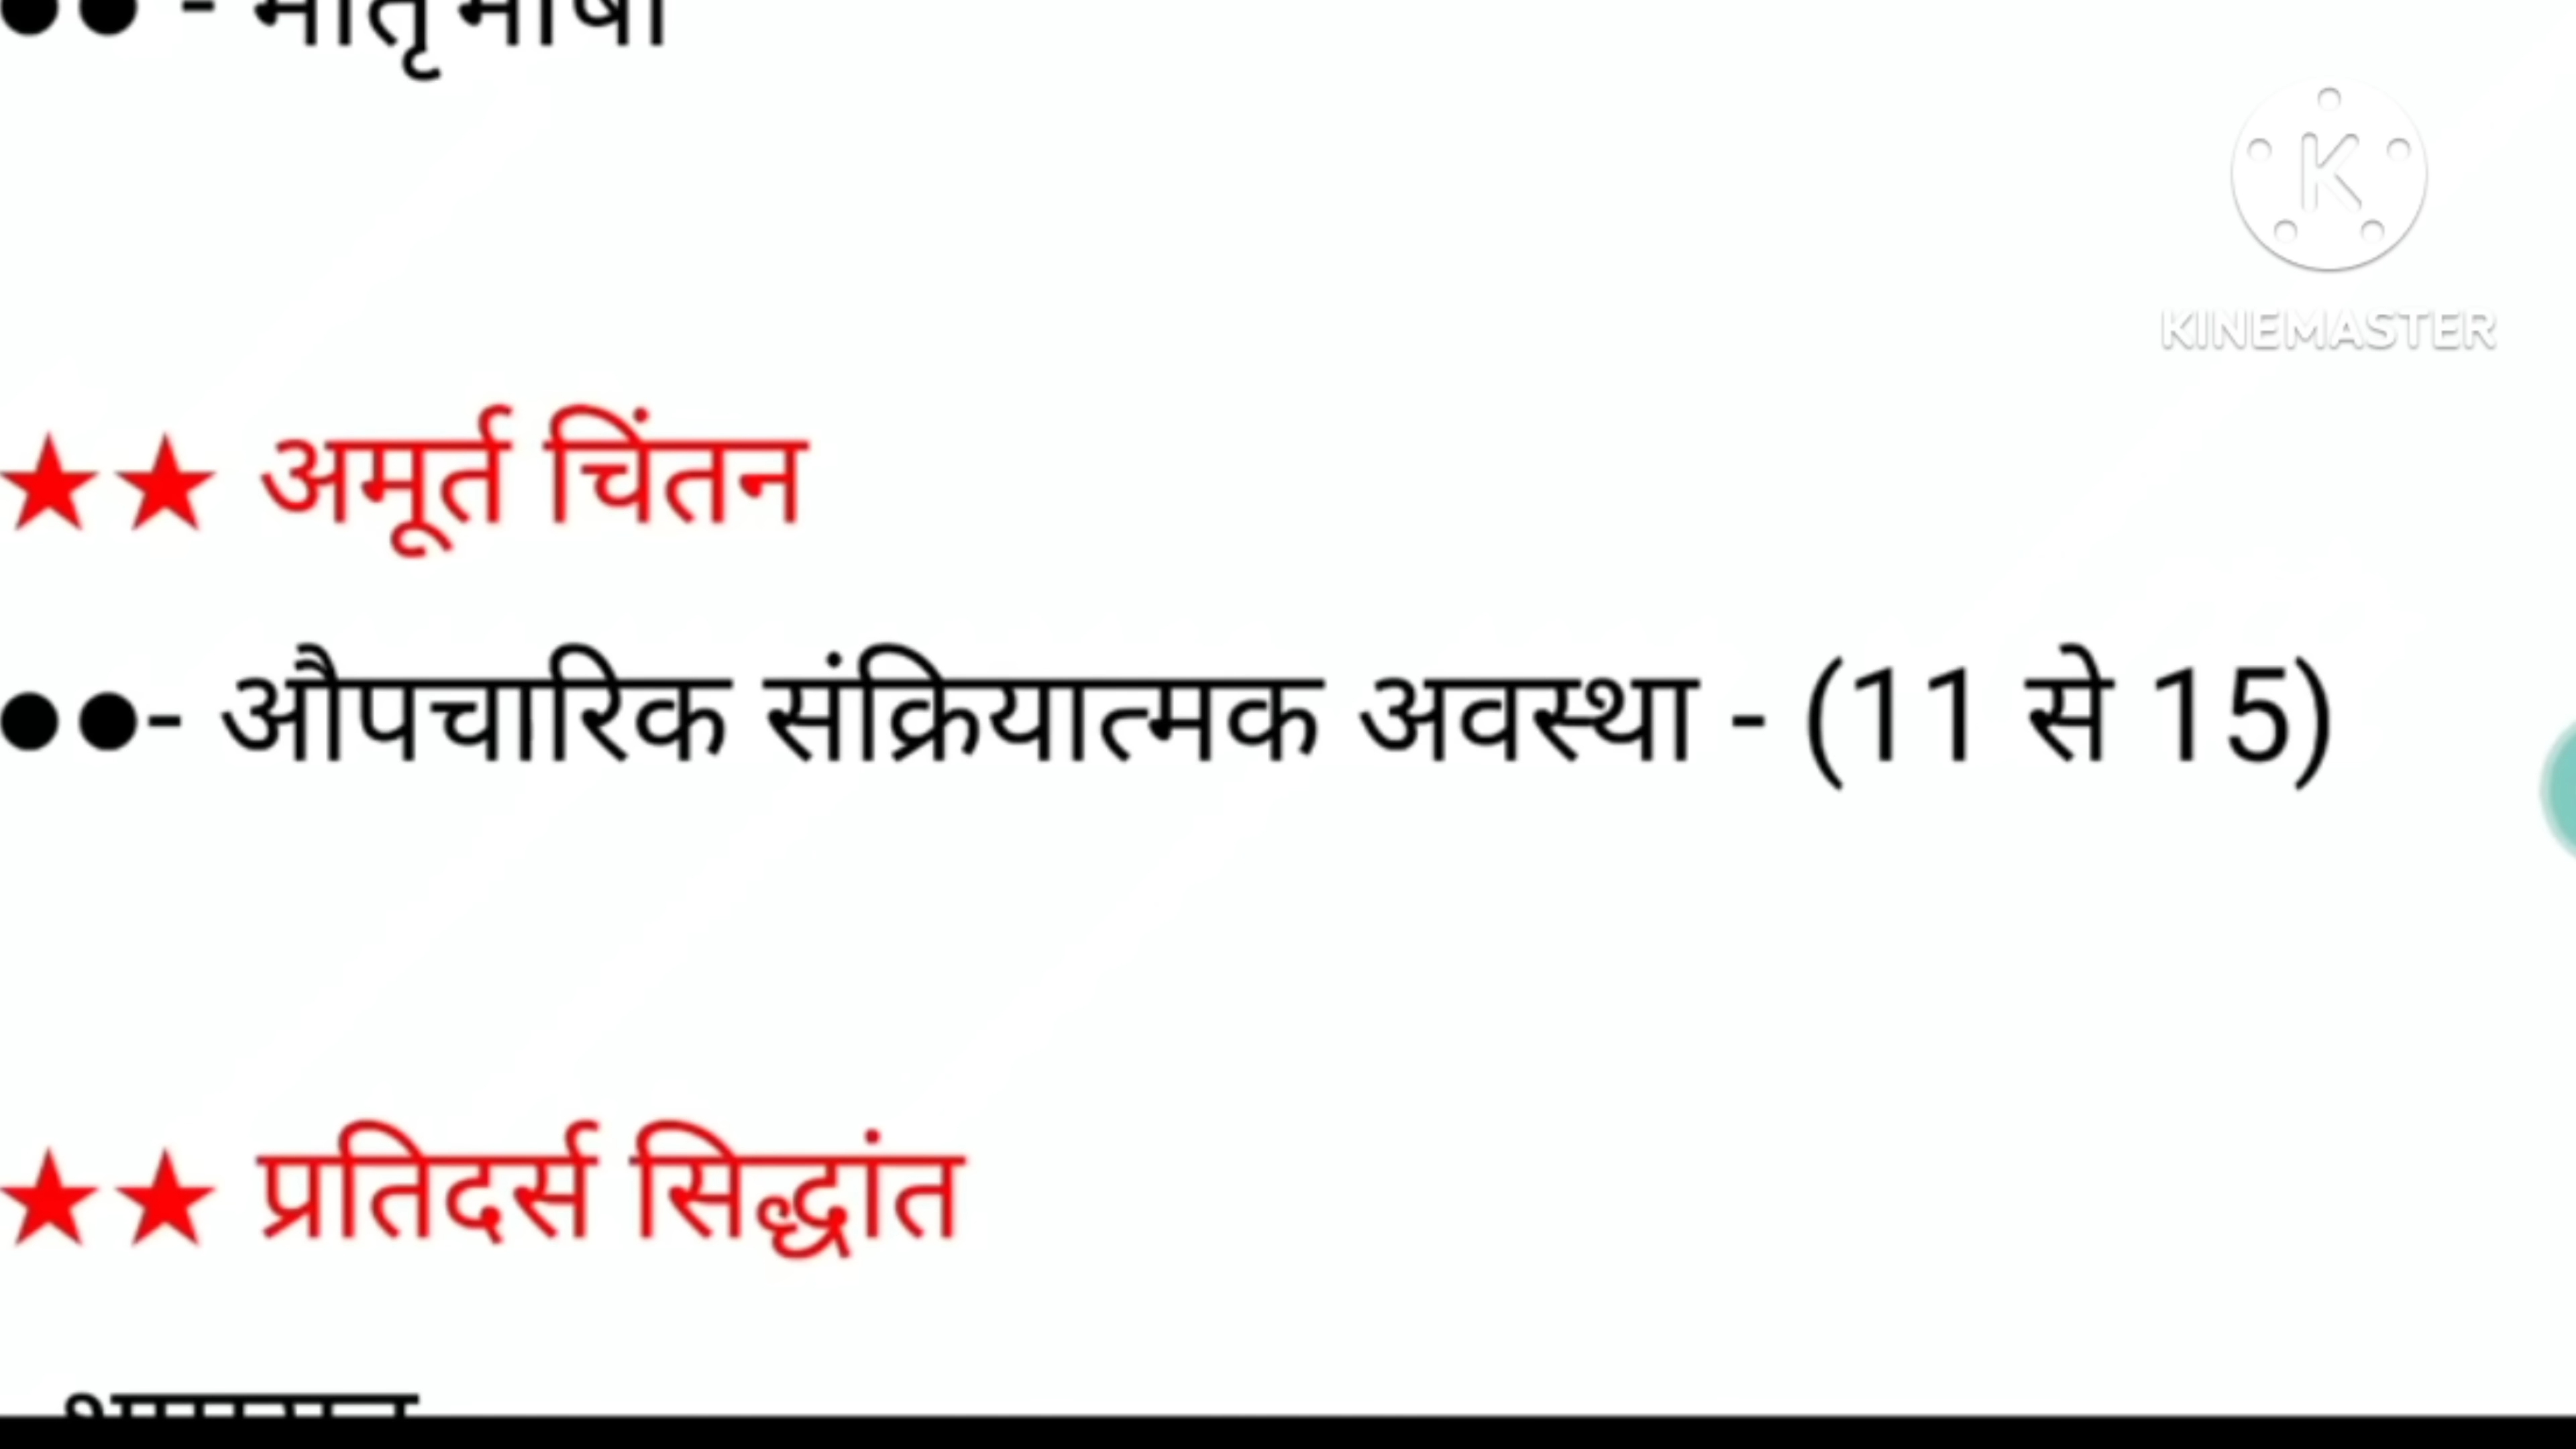 ●● - मातृभाषा
KINEMASTER
★★ अमूर्त चिंतन
●●- औपचारिक संक्रियात्मक अवस्था - (11 से 15)
★★ प्रतिदर्स सिद्धांत